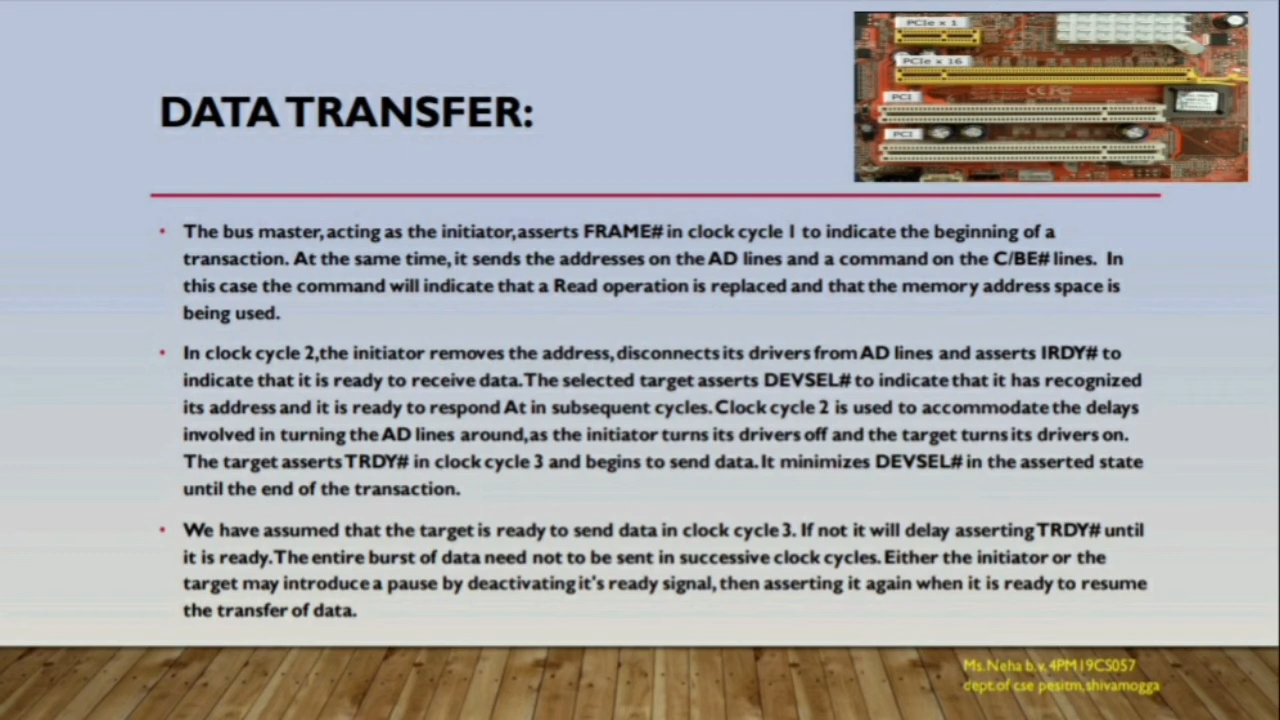 PCIe x 1
PCIe x 16
PCI
PCI
DATA TRANSFER:
• The bus master, acting as the initiator, asserts FRAME# in clock cycle 1 to indicate the beginning of a
transaction. At the same time, it sends the addresses on the AD lines and a command on the C/BE# lines. In
this case the command will indicate that a Read operation is replaced and that the memory address space is
being used.
• In clock cycle 2,the initiator removes the address, disconnects its drivers from AD lines and asserts IRDY# to
indicate that it is ready to receive data. The selected target asserts DEVSEL# to indicate that it has recognized
its address and it is ready to respond At in subsequent cycles. Clock cycle 2 is used to accommodate the delays
involved in turning the AD lines around, as the initiator turns its drivers off and the target turns its drivers on.
The target asserts TRDY# in clock cycle 3 and begins to send data. It minimizes DEVSEL# in the asserted state
until the end of the transaction.
• We have assumed that the target is ready to send data in clock cycle 3. If not it will delay asserting TRDY# until
it is ready. The entire burst of data need not to be sent in successive clock cycles. Either the initiator or the
target may introduce a pause by deactivating it's ready signal, then asserting it again when it is ready to resume
the transfer of data.
Ms.Neha b.v. 4PM19CS057
dept.of cse pesitm,shivamogga